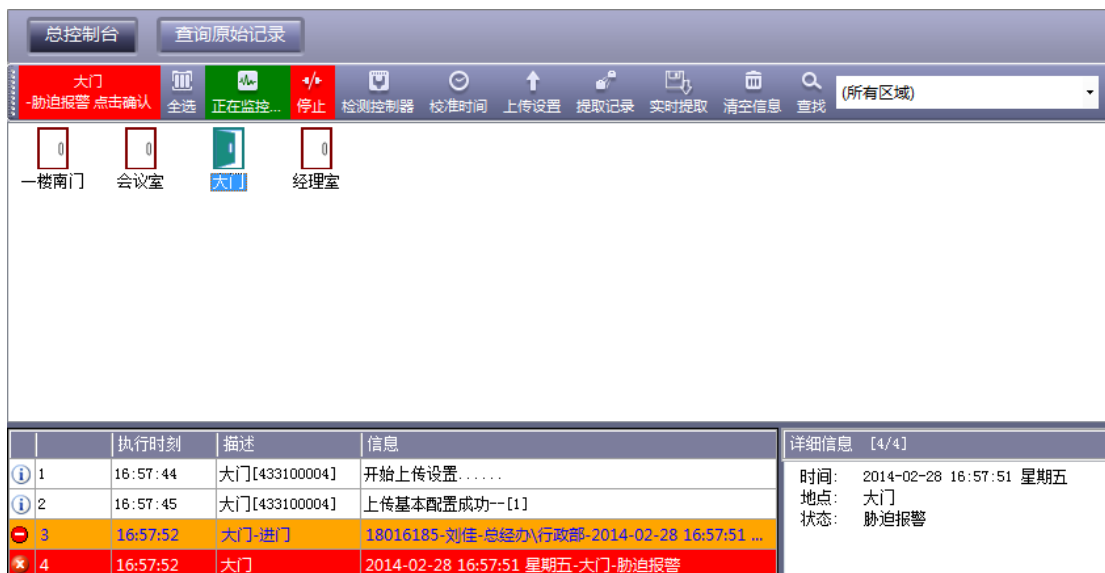 总控制台 查询原始记录
大门
-胁迫报警 点击确认 全选 正在监控... 停止 检测控制器 校准时间 上传设置 提取记录 实时提取 清空信息 查找 (所有区域)
一楼南门 会议室 大门 经理室
执行时刻 描述 信息 详细信息 [4/4]
1 16:57:44 大门[433100004] 开始上传设置......
2 16:57:45 大门[433100004] 上传基本配置成功--[1]
3 16:57:52 大门-进门 18016185-刘佳-总经办\行政部-2014-02-28 16:57:51 ...
4 16:57:52 大门 2014-02-28 16:57:51 星期五-大门-胁迫报警
时间: 2014-02-28 16:57:51 星期五
地点: 大门
状态: 胁迫报警